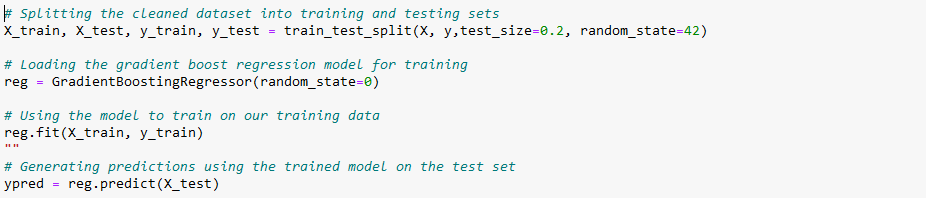 # Splitting the cleaned dataset into training and testing sets
X_train, X_test, y_train, y_test = train_test_split(X, y,test_size=0.2, random_state=42)
# Loading the gradient boost regression model for training
reg = GradientBoostingRegressor(random_state=0)
# Using the model to train on our training data
reg.fit(X_train, y_train)
""
# Generating predictions using the trained model on the test set
ypred = reg.predict(X_test)